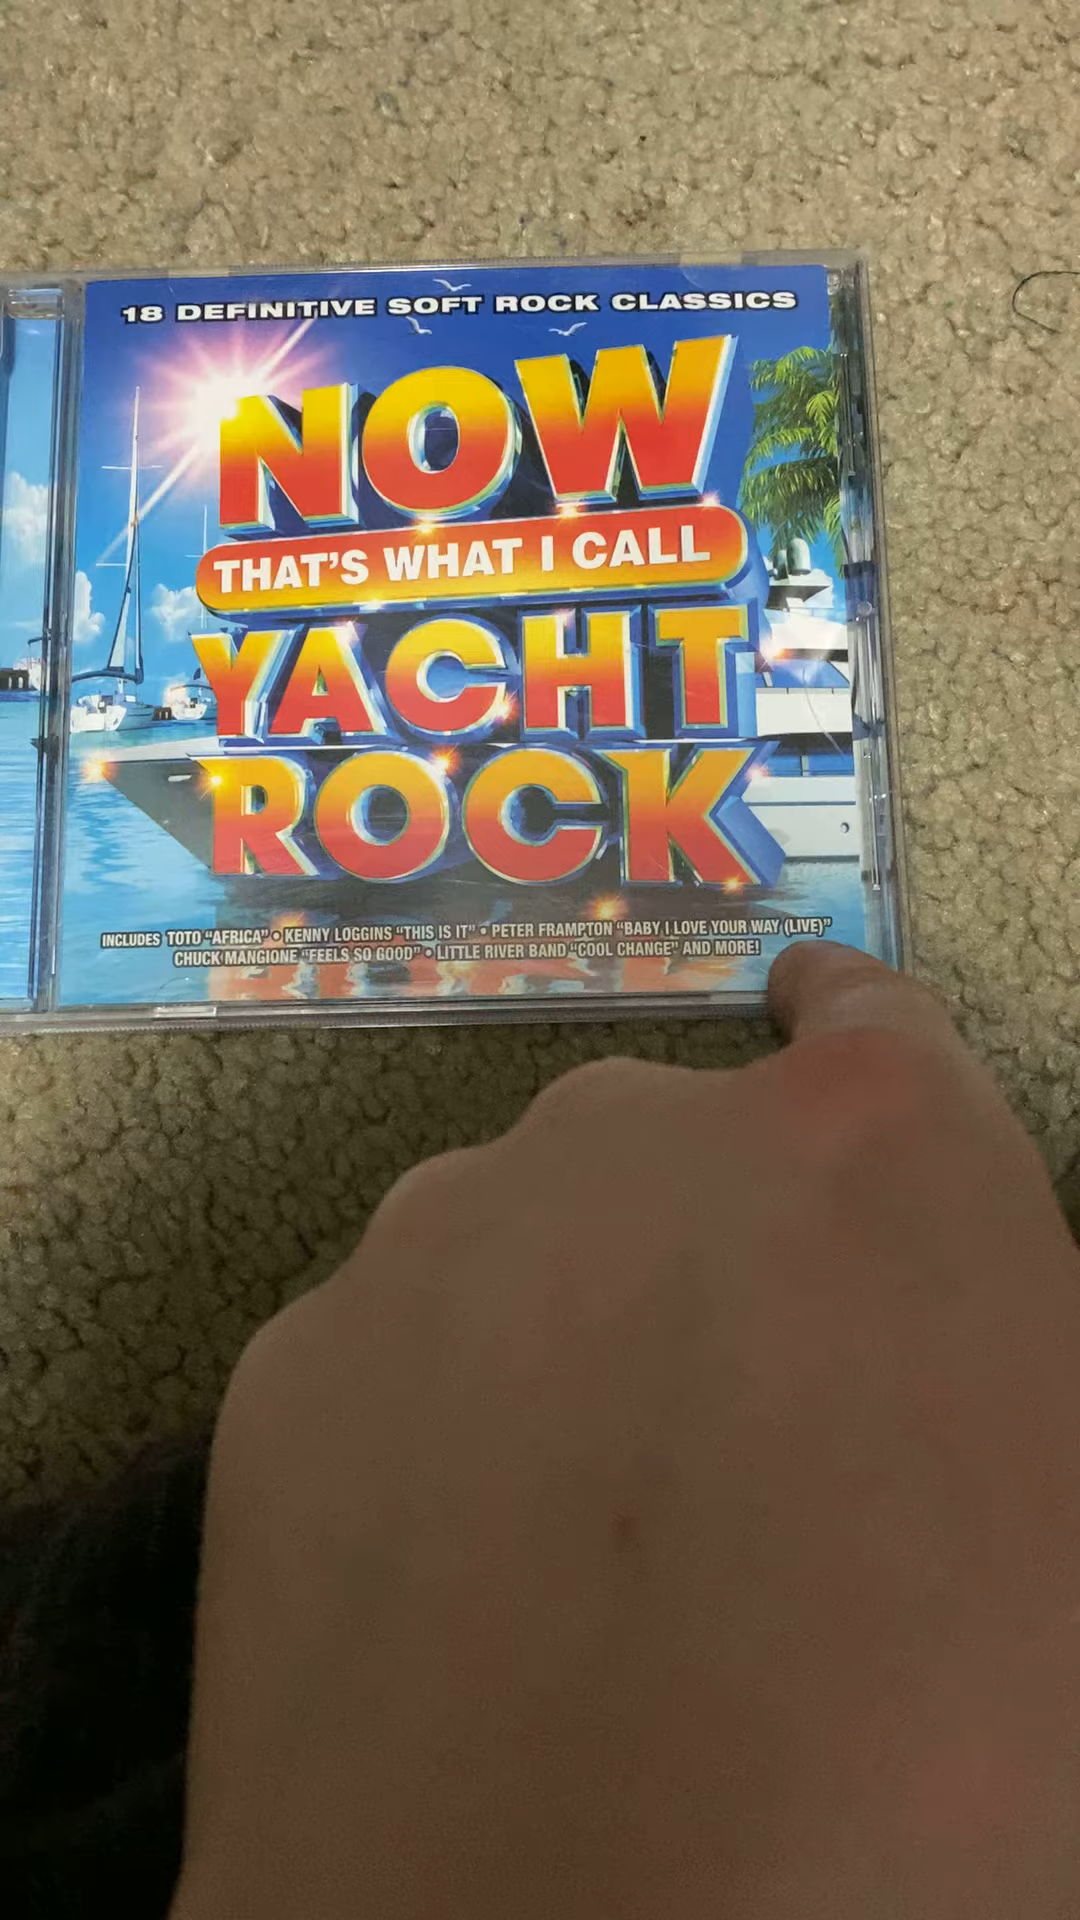 18 DEFINITIVE SOFT ROCK CLASSICS
NOW
THAT'S WHAT I CALL
YACHT
ROCK
INCLUDES TOTO "AFRICA" • KENNY LOGGINS "THIS IS IT" • PETER FRAMPTON "BABY I LOVE YOUR WAY (LIVE)"
CHUCK MANGIONE "FEELS SO GOOD" • LITTLE RIVER BAND "COOL CHANGE" AND MORE!